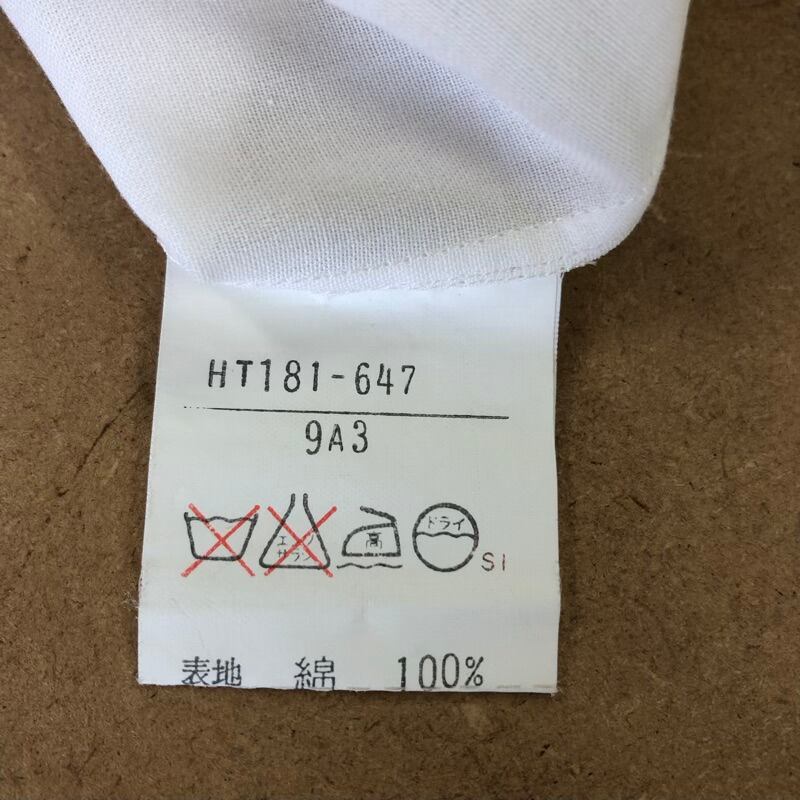 HT181-647
9A3
エンソ
サラシ
高
ドライ
SI
表地 綿 100%